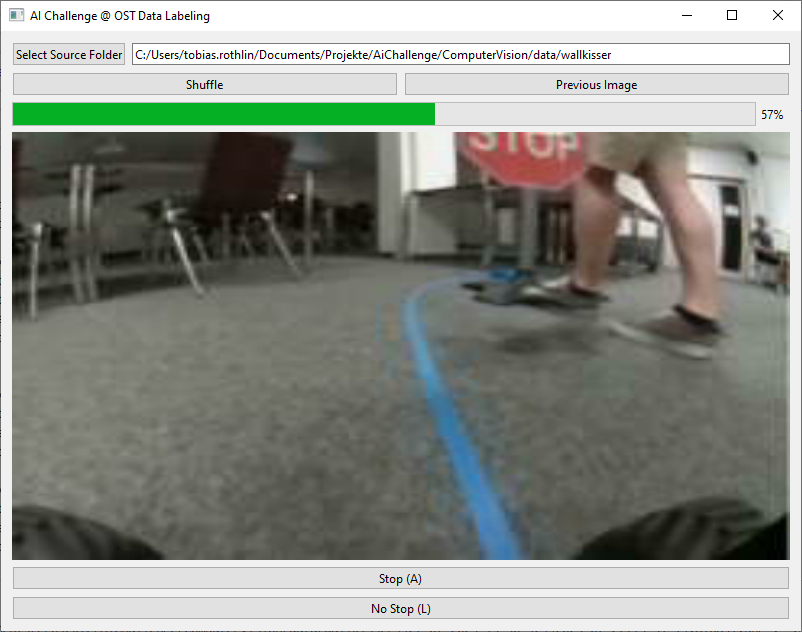 AI Challenge @ OST Data Labeling
Select Source Folder C:/Users/tobias.rothlin/Documents/Projekte/AiChallenge/ComputerVision/data/wallkisser
Shuffle Previous Image
57%
STOP
Stop (A)
No Stop (L)